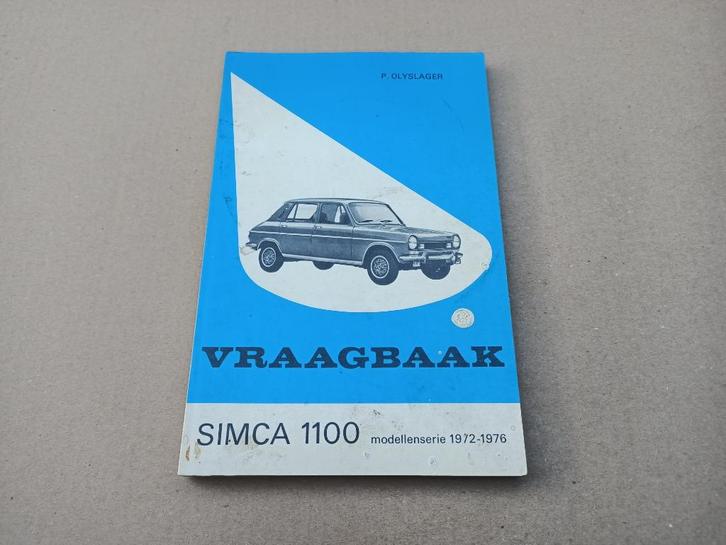 P. OLYSLAGER
VRAAGBAAK
SIMCA 1100 modellenserie 1972-1976